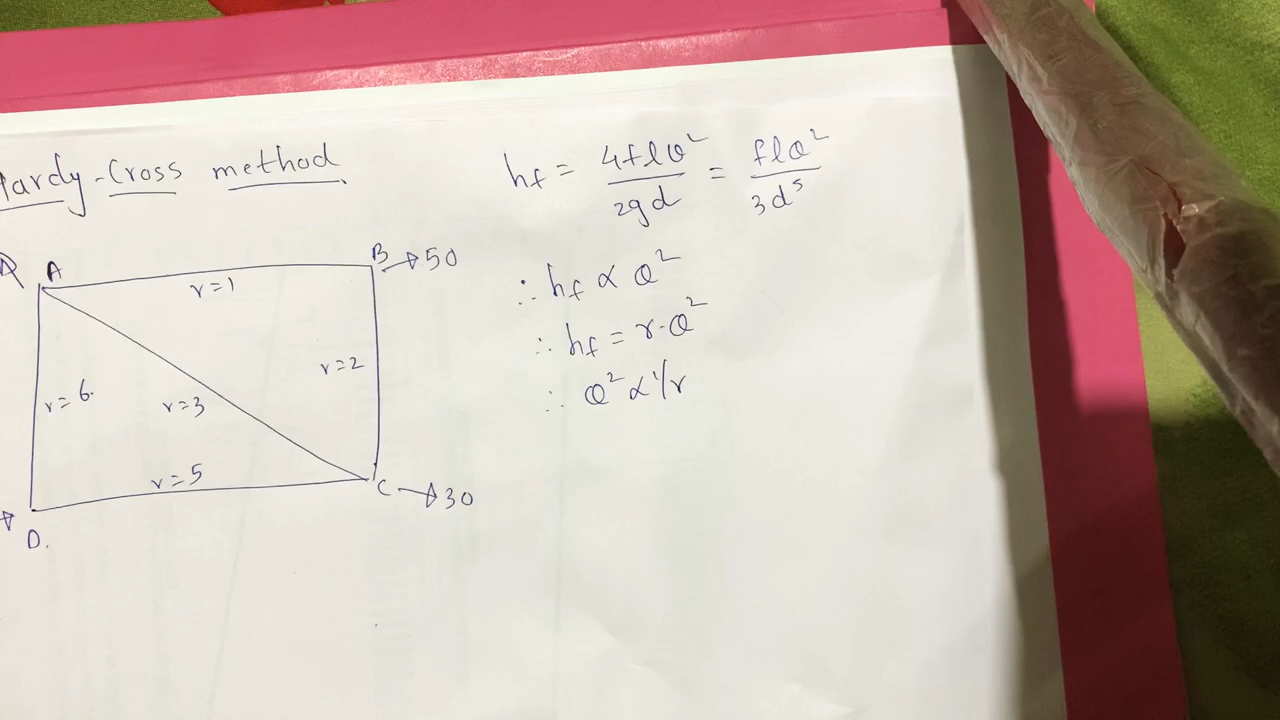 Hardy-Cross method
hf = 4flQ²/2gd = flQ²/3d⁵
A
B → 50
r=1
∴ hf ∝ Q²
∴ hf = r·Q²
r=2
∴ Q² ∝ 1/r
r=6.
r=3
r=5
C → 30
D.